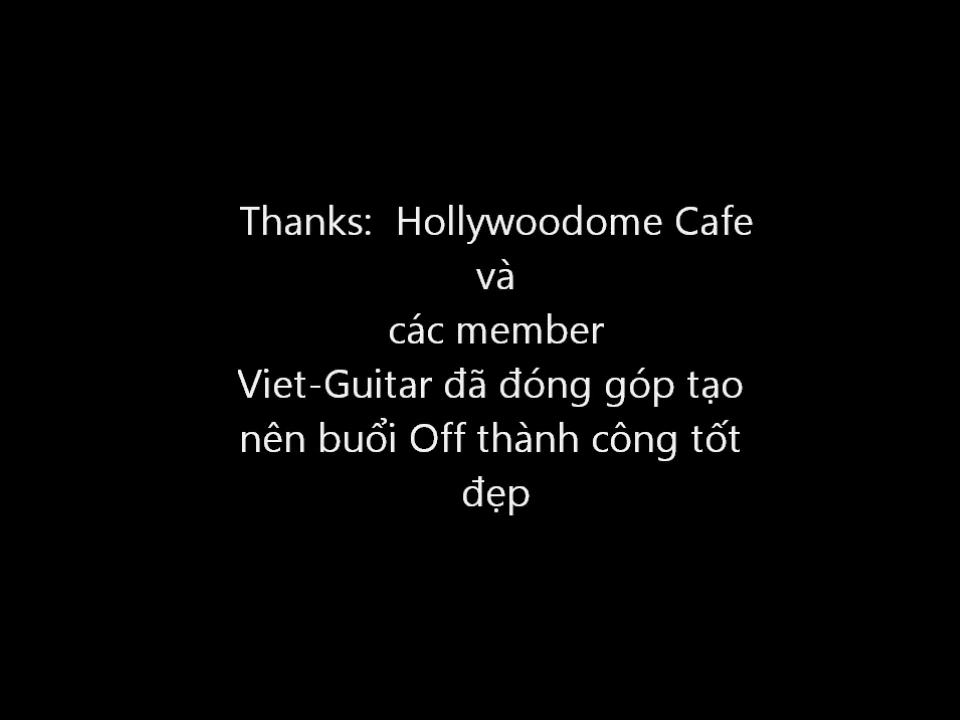 Thanks:  Hollywoodome Cafe
và
các member
Viet-Guitar đã đóng góp tạo
nên buổi Off thành công tốt
đẹp